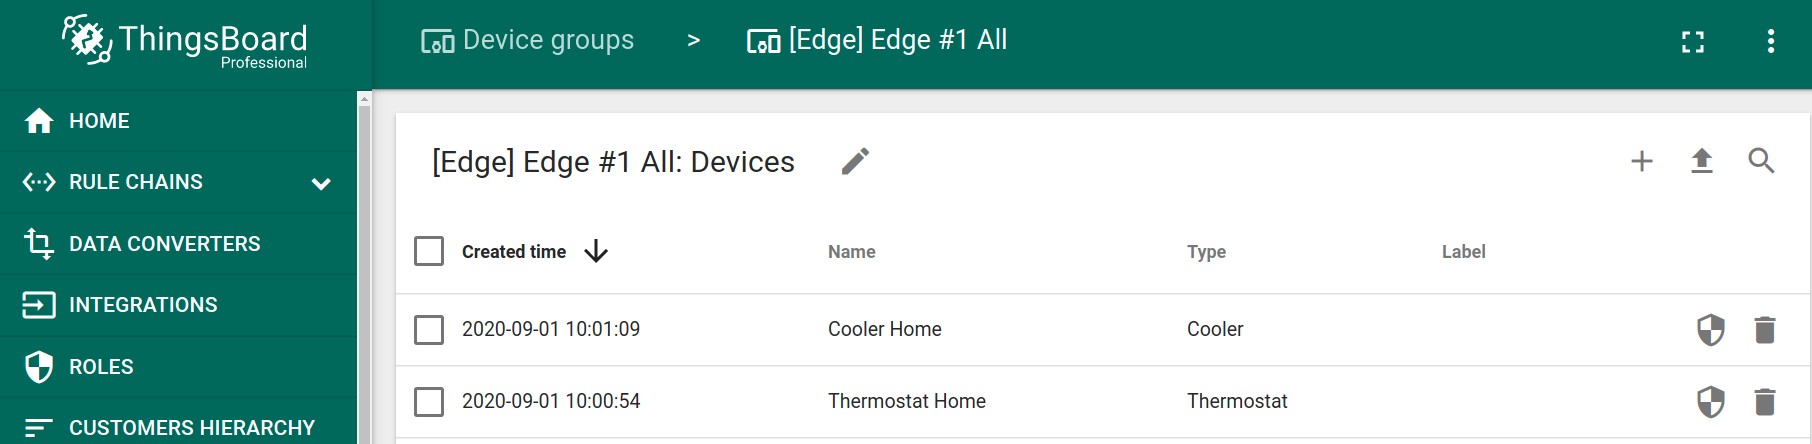 ThingsBoard
Professional
Device groups > [Edge] Edge #1 All
HOME
RULE CHAINS
DATA CONVERTERS
INTEGRATIONS
ROLES
CUSTOMERS HIERARCHY
[Edge] Edge #1 All: Devices
Created time Name Type Label
2020-09-01 10:01:09 Cooler Home Cooler
2020-09-01 10:00:54 Thermostat Home Thermostat